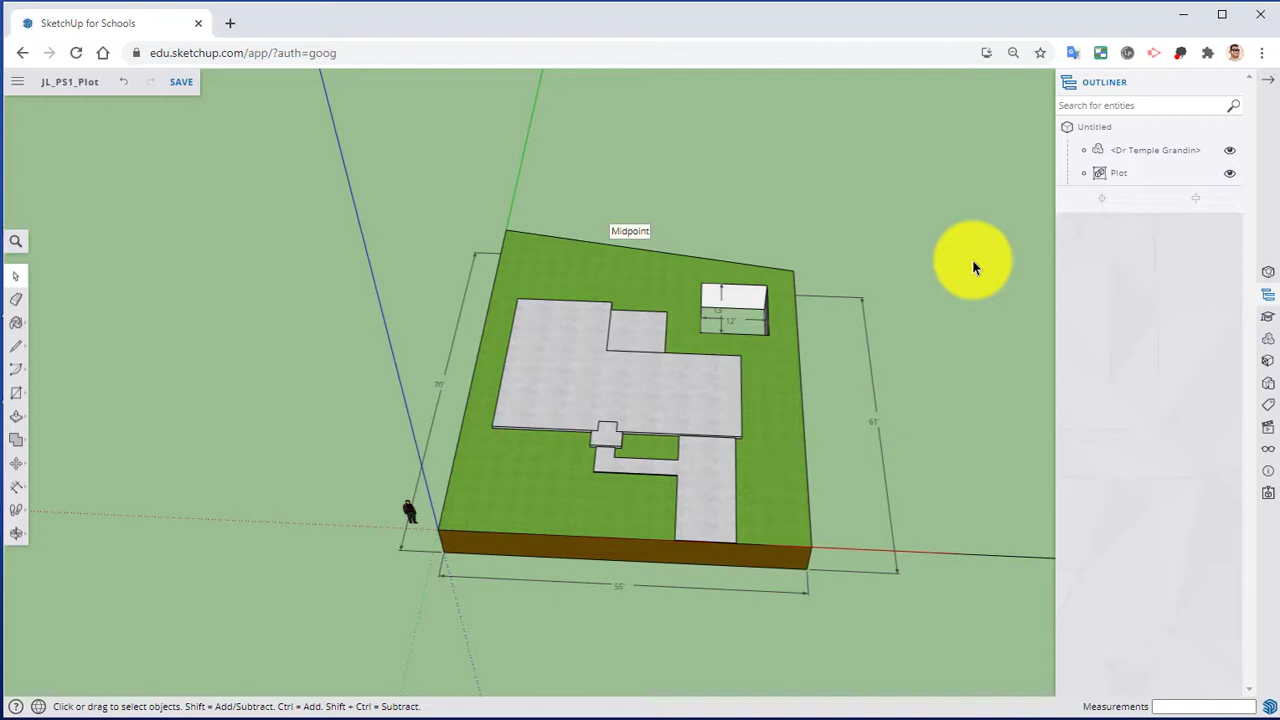 SketchUp for Schools
edu.sketchup.com/app/?auth=goog
JL_PS1_Plot
SAVE
OUTLINER
Search for entities
Untitled
<Dr Temple Grandin>
Plot
Midpoint
12'
70'
61'
55'
Click or drag to select objects. Shift = Add/Subtract. Ctrl = Add. Shift + Ctrl = Subtract.
Measurements